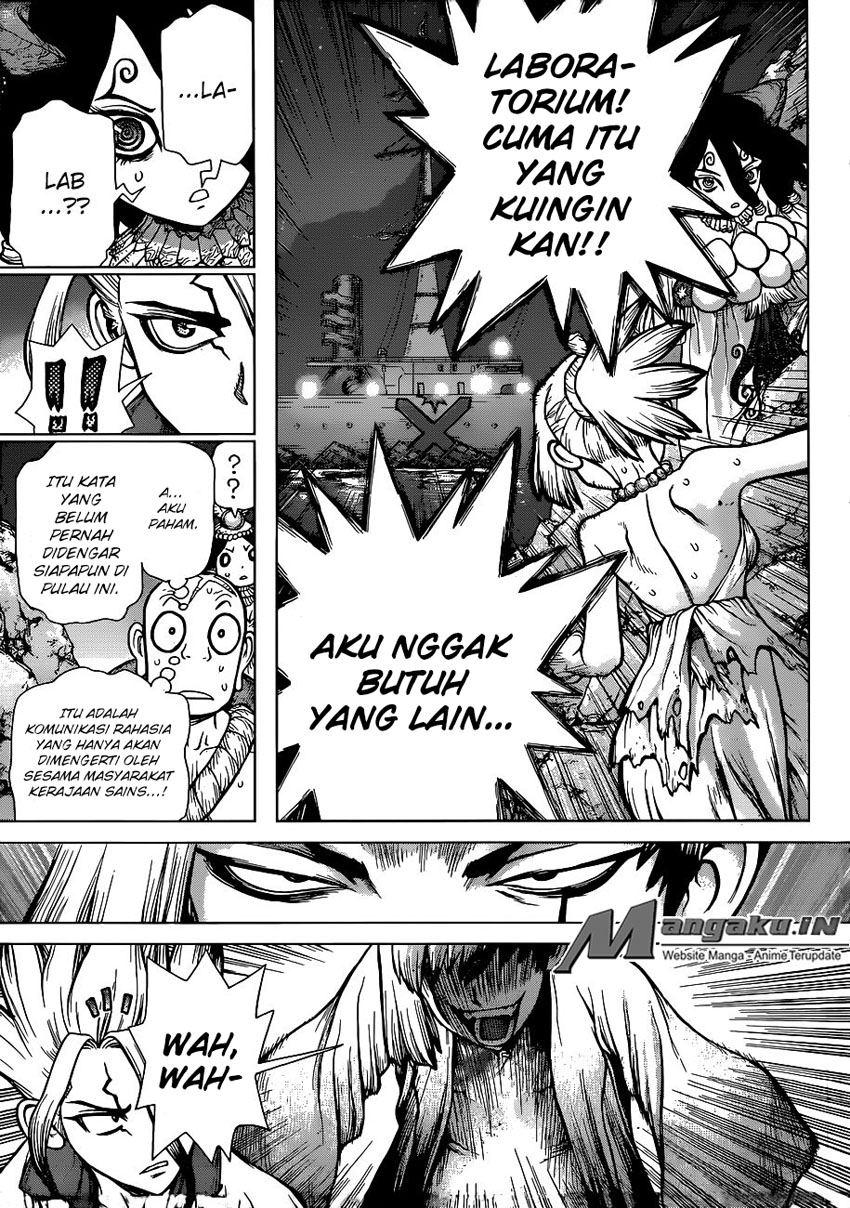 LABORA-
TORIUM!
CUMA ITU
YANG
KUINGIN
KAN!!
AKU NGGAK
BUTUH
YANG LAIN...
...LA-
LAB
...??
!!
??
A...
AKU
PAHAM.
ITU KATA
YANG
BELUM
PERNAH
DIDENGAR
SIAPAPUN DI
PULAU INI.
ITU ADALAH
KOMUNIKASI RAHASIA
YANG HANYA AKAN
DIMENGERTI OLEH
SESAMA MASYARAKAT
KERAJAAN SAINS...!
Mangaku.iN
Website Manga - Anime Terupdate
WAH,
WAH-